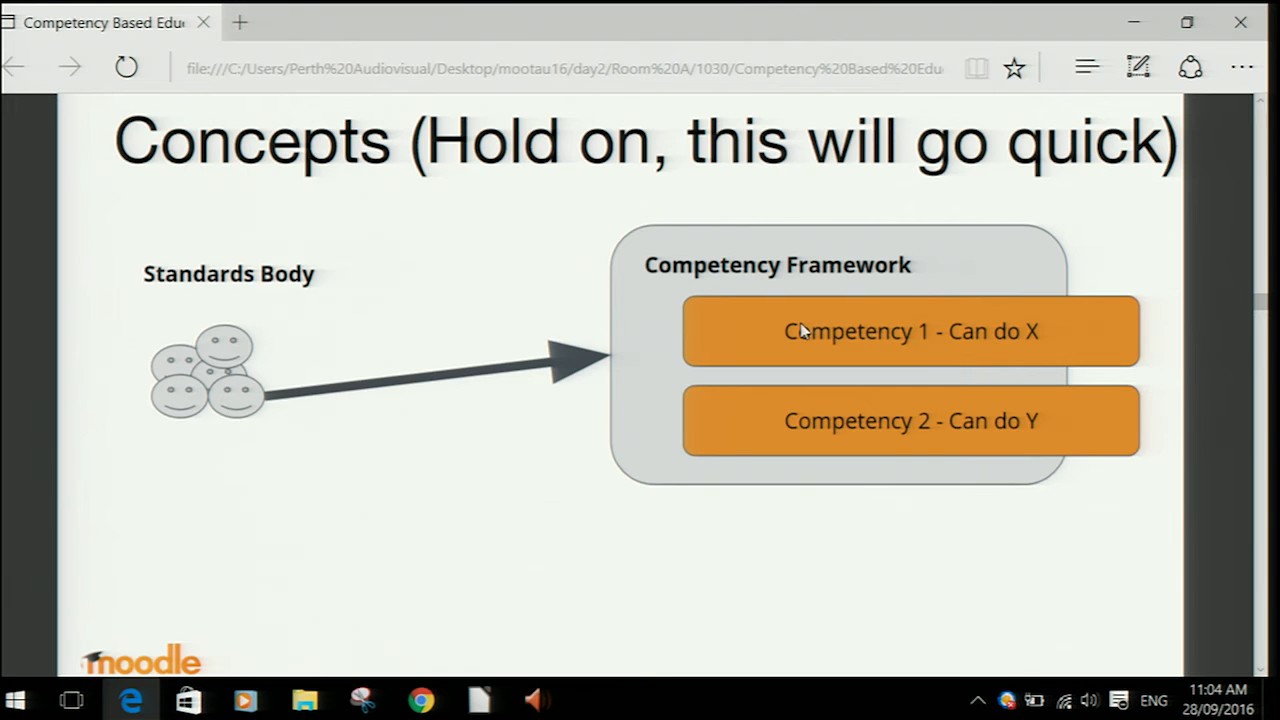 Competency Based Edu
file:///C:/Users/Perth%20Audiovisual/Desktop/mootau16/day2/Room%20A/1030/Competency%20Based%20Edu
Concepts (Hold on, this will go quick)
Standards Body
Competency Framework
Competency 1 - Can do X
Competency 2 - Can do Y
moodle
ENG
11:04 AM
28/09/2016